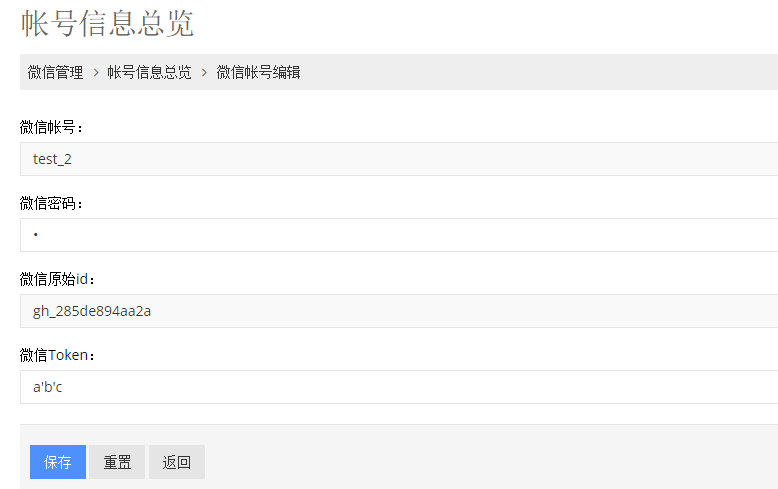 帐号信息总览
微信管理 > 帐号信息总览 > 微信帐号编辑
微信帐号：
test_2
微信密码：
•
微信原始id：
gh_285de894aa2a
微信Token：
a'b'c
保存 重置 返回